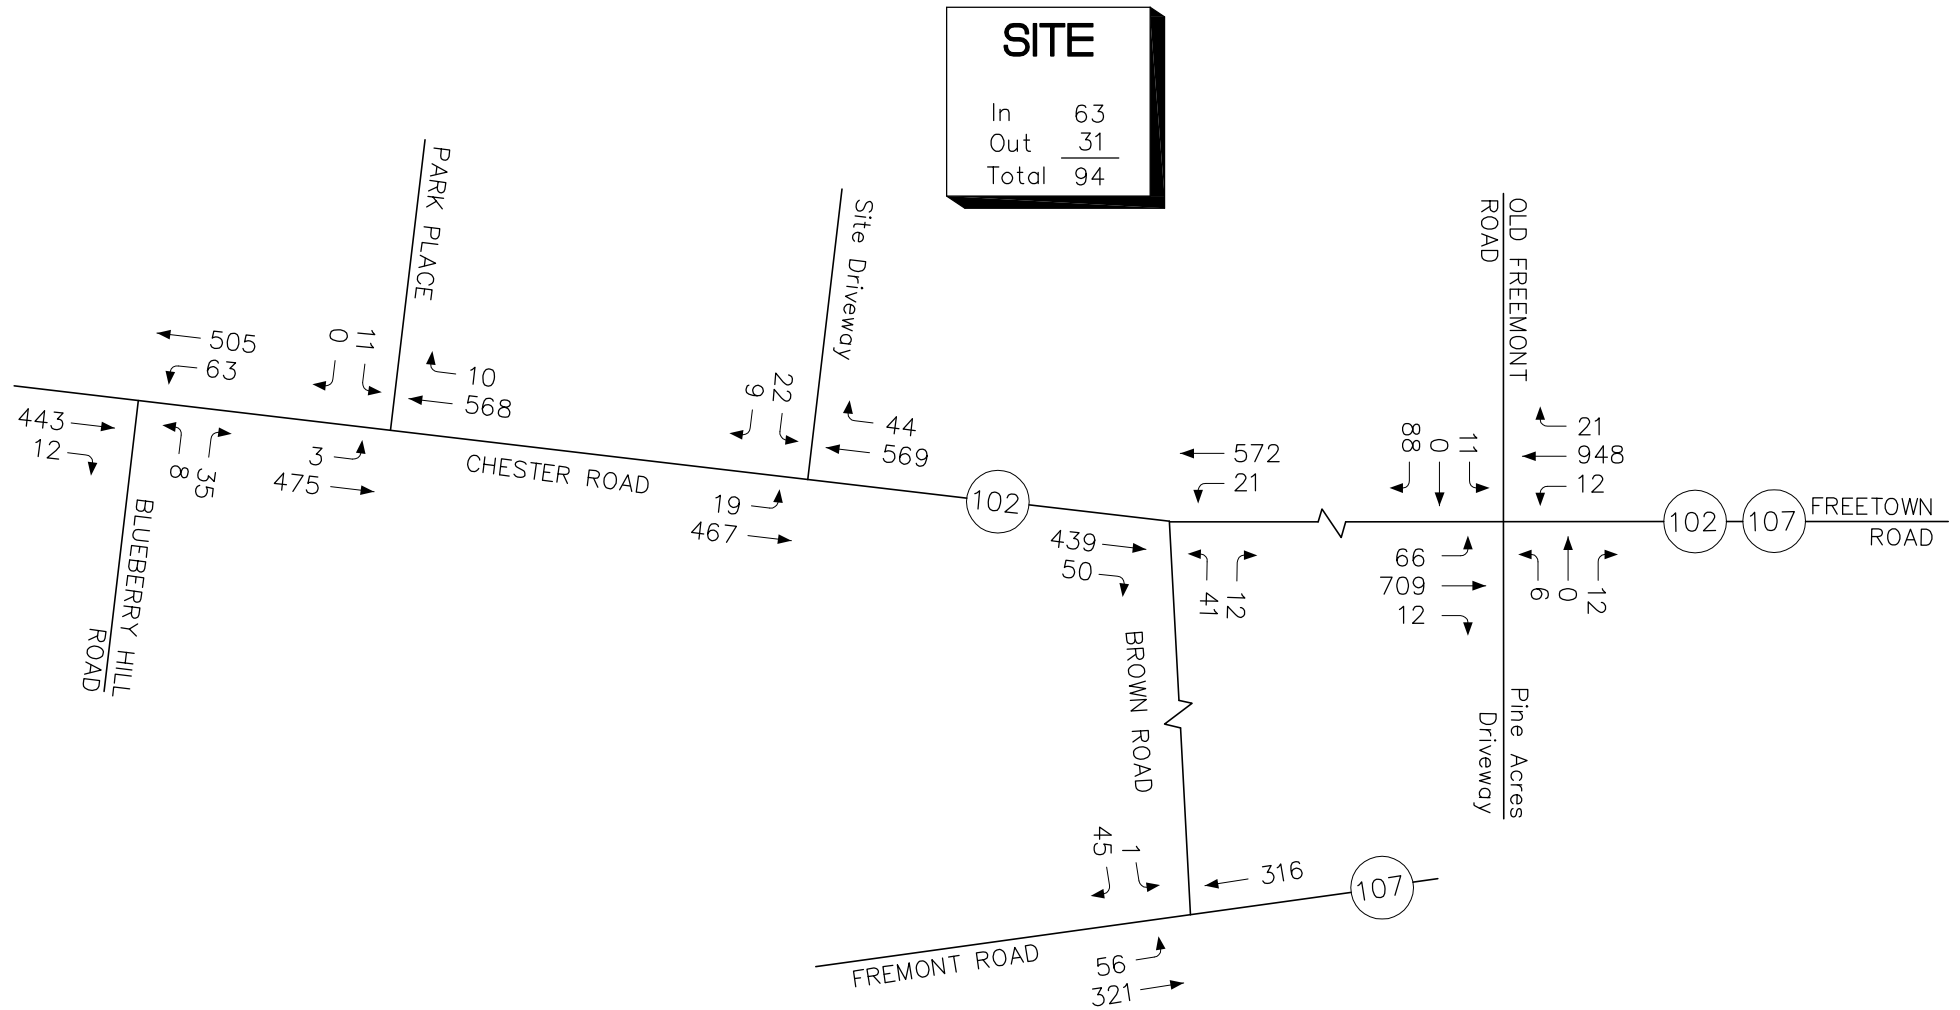 SITE
In 63
Out 31
Total 94
PARK PLACE
Site Driveway
OLD FREEMONT
ROAD
505
63
0
11
10
568
443
12
8
35
3
475
CHESTER ROAD
BLUEBERRY HILL
ROAD
9
22
44
569
19
467
102
572
21
439
50
41
12
BROWN ROAD
88
0
11
21
948
12
66
709
12
6
0
12
102
107
FREETOWN
ROAD
Pine Acres
Driveway
45
1
316
107
56
321
FREMONT ROAD